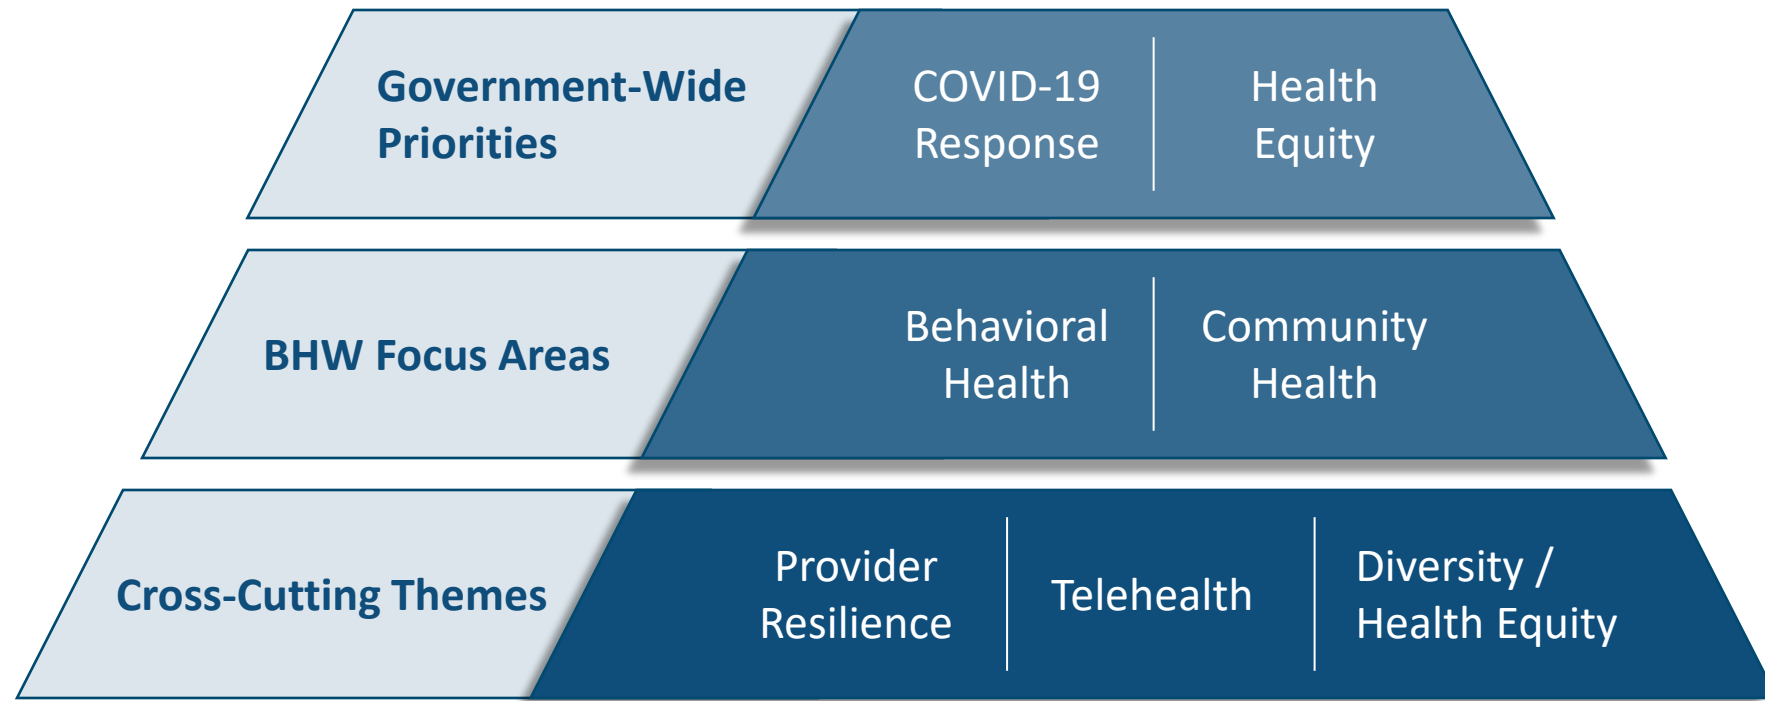 Government-Wide
Priorities
COVID-19
Response
Health
Equity
BHW Focus Areas
Behavioral
Health
Community
Health
Cross-Cutting Themes
Provider
Resilience
Telehealth
Diversity /
Health Equity